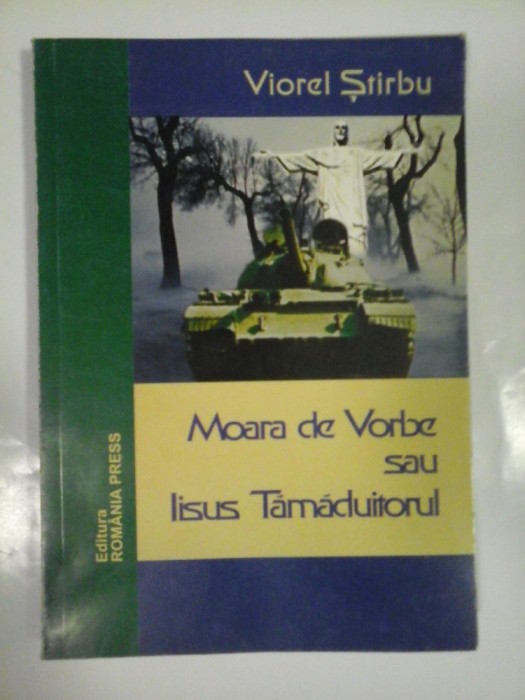 Viorel Știrbu
Moara de Vorbe
sau
Iisus Tămăduitorul
Editura
ROMÂNIA PRESS